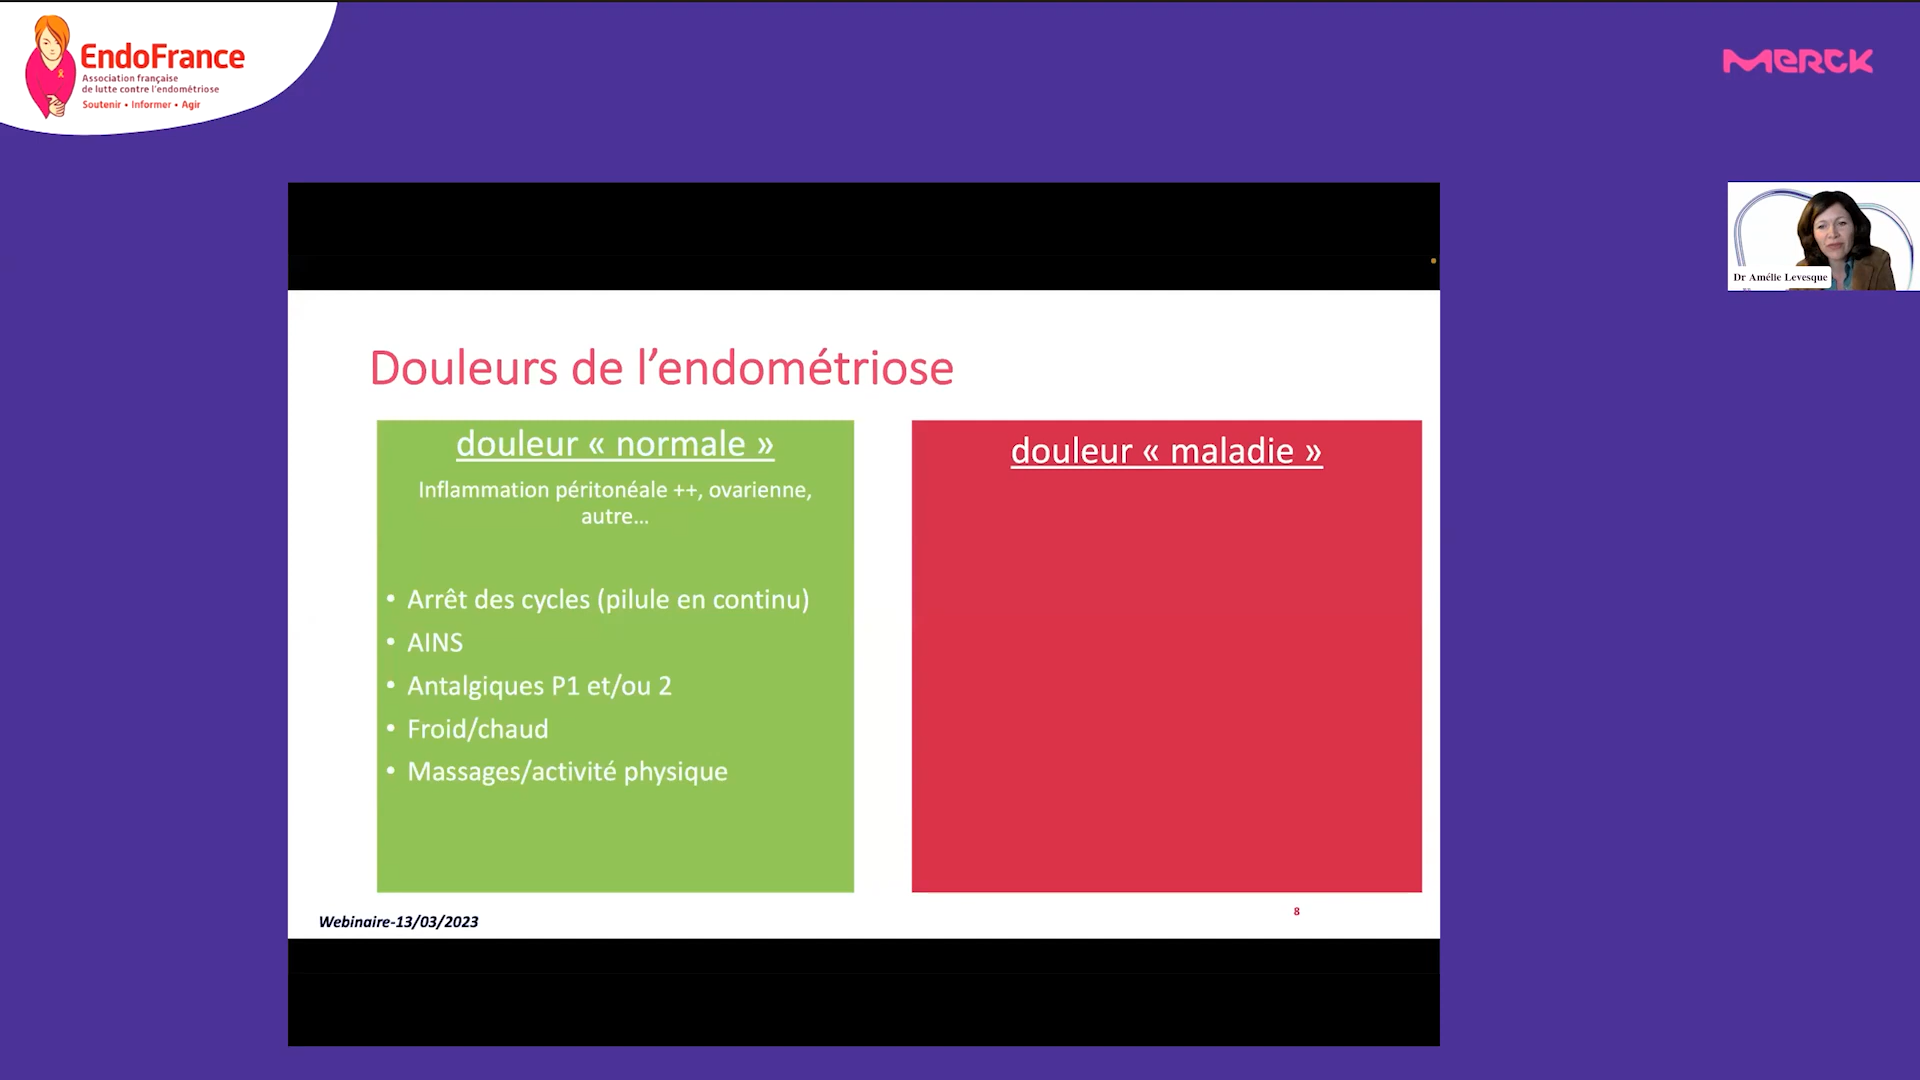 EndoFrance
Association française
de lutte contre l'endométriose
Soutenir • Informer • Agir
MERCK
Dr Amélie Levesque
Douleurs de l’endométriose
douleur « normale »
Inflammation péritonéale ++, ovarienne,
autre...
• Arrêt des cycles (pilule en continu)
• AINS
• Antalgiques P1 et/ou 2
• Froid/chaud
• Massages/activité physique
douleur « maladie »
Webinaire-13/03/2023
8